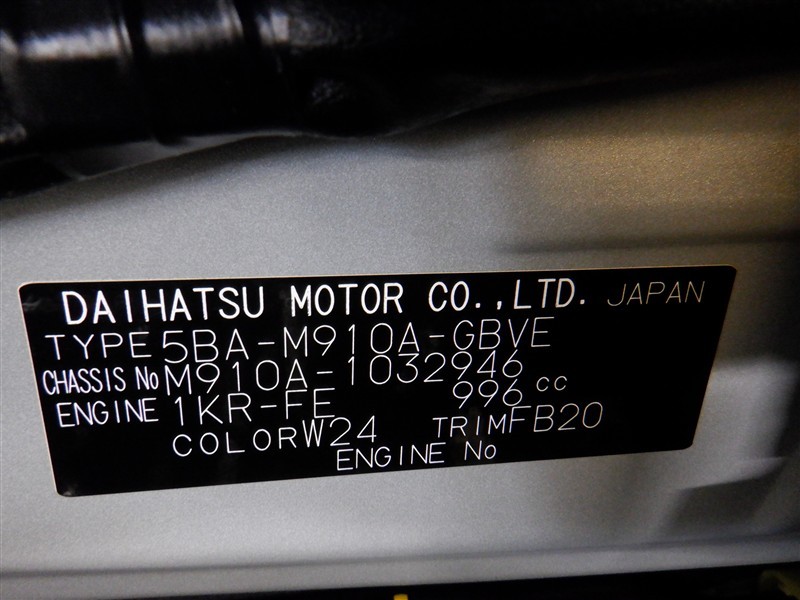 DAIHATSU MOTOR CO.,LTD. JAPAN
TYPE 5BA-M910A-GBVE
CHASSIS No M910A-1032946
ENGINE 1KR-FE 996 cc
COLOR W24 TRIM FB20
ENGINE No